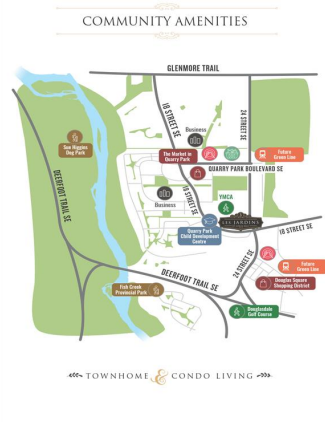 COMMUNITY AMENITIES
GLENMORE TRAIL
18 STREET SE
24 STREET SE
Business
Sue Higgins
Dog Park
The Market in
Quarry Park
Future
Green Line
QUARRY PARK BOULEVARD SE
DEERFOOT TRAIL SE
18 STREET SE
YMCA
Business
LES JARDINS
Quarry Park
Child Development
Centre
18 STREET SE
24 STREET SE
Future
Green Line
DEERFOOT TRAIL SE
Douglas Square
Shopping District
Fish Creek
Provincial Park
Douglasdale
Golf Course
TOWNHOME & CONDO LIVING